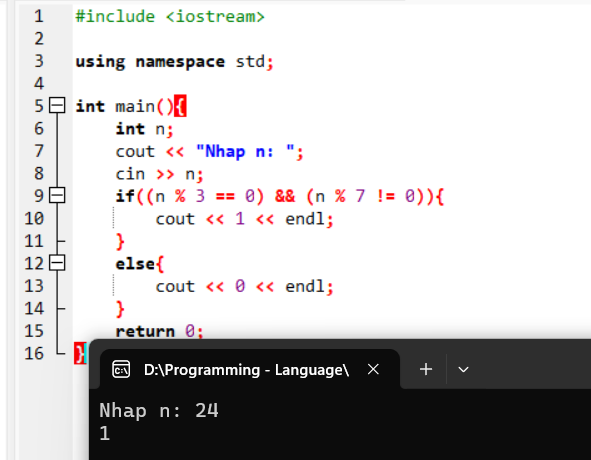 1 #include <iostream>
2
3 using namespace std;
4
5 int main(){
6 int n;
7 cout << "Nhap n: ";
8 cin >> n;
9 if((n % 3 == 0) && (n % 7 != 0)){
10 cout << 1 << endl;
11 }
12 else{
13 cout << 0 << endl;
14 }
15 return 0;
16 }
D:\Programming - Language\
Nhap n: 24
1